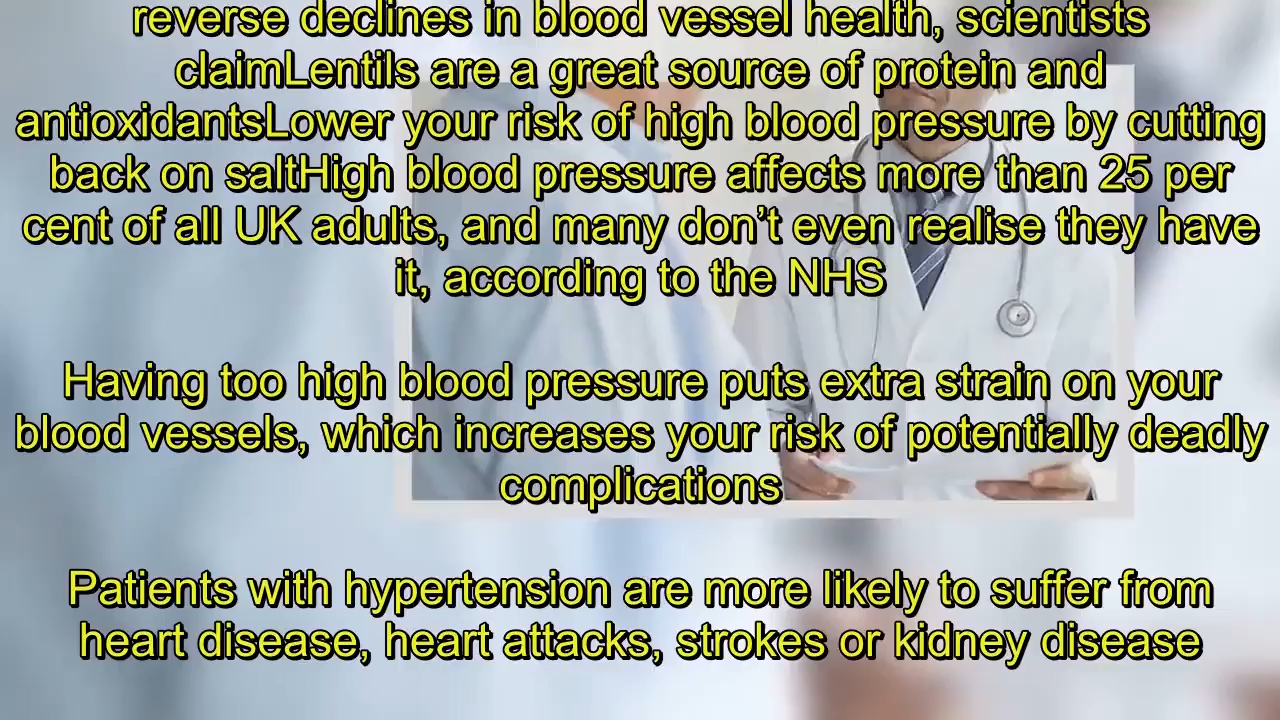 reverse declines in blood vessel health, scientists
claimLentils are a great source of protein and
antioxidantsLower your risk of high blood pressure by cutting
back on saltHigh blood pressure affects more than 25 per
cent of all UK adults, and many don’t even realise they have
it, according to the NHS
Having too high blood pressure puts extra strain on your
blood vessels, which increases your risk of potentially deadly
complications
Patients with hypertension are more likely to suffer from
heart disease, heart attacks, strokes or kidney disease